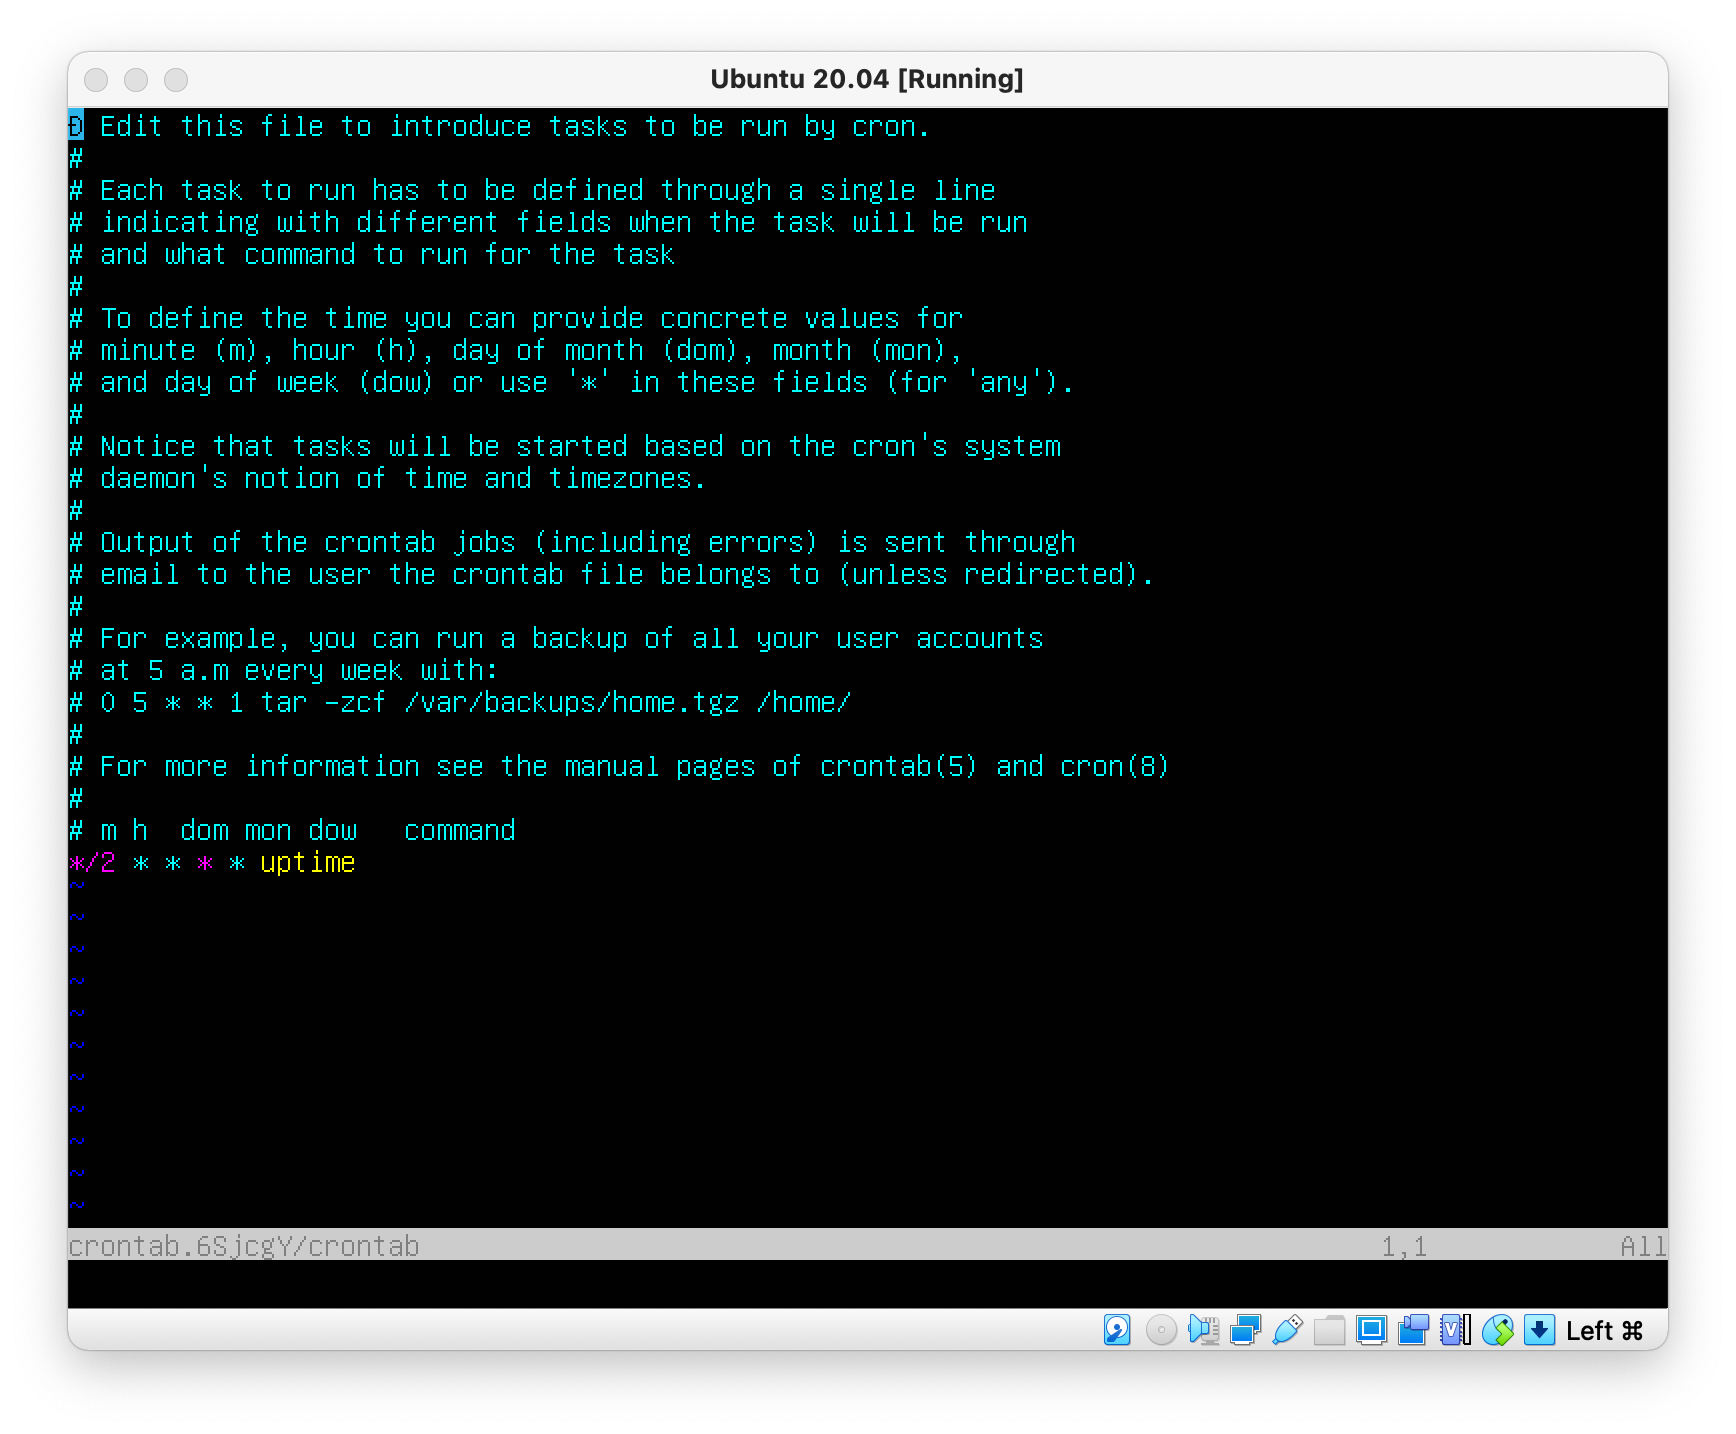 Ubuntu 20.04 [Running]
# Edit this file to introduce tasks to be run by cron.
#
# Each task to run has to be defined through a single line
# indicating with different fields when the task will be run
# and what command to run for the task
#
# To define the time you can provide concrete values for
# minute (m), hour (h), day of month (dom), month (mon),
# and day of week (dow) or use '*' in these fields (for 'any').
#
# Notice that tasks will be started based on the cron's system
# daemon's notion of time and timezones.
#
# Output of the crontab jobs (including errors) is sent through
# email to the user the crontab file belongs to (unless redirected).
#
# For example, you can run a backup of all your user accounts
# at 5 a.m every week with:
# 0 5 * * 1 tar -zcf /var/backups/home.tgz /home/
#
# For more information see the manual pages of crontab(5) and cron(8)
#
# m h  dom mon dow   command
*/2 * * * * uptime
~
~
~
~
~
~
~
~
~
~
~
crontab.6SjcgY/crontab 1,1 All
Left ⌘